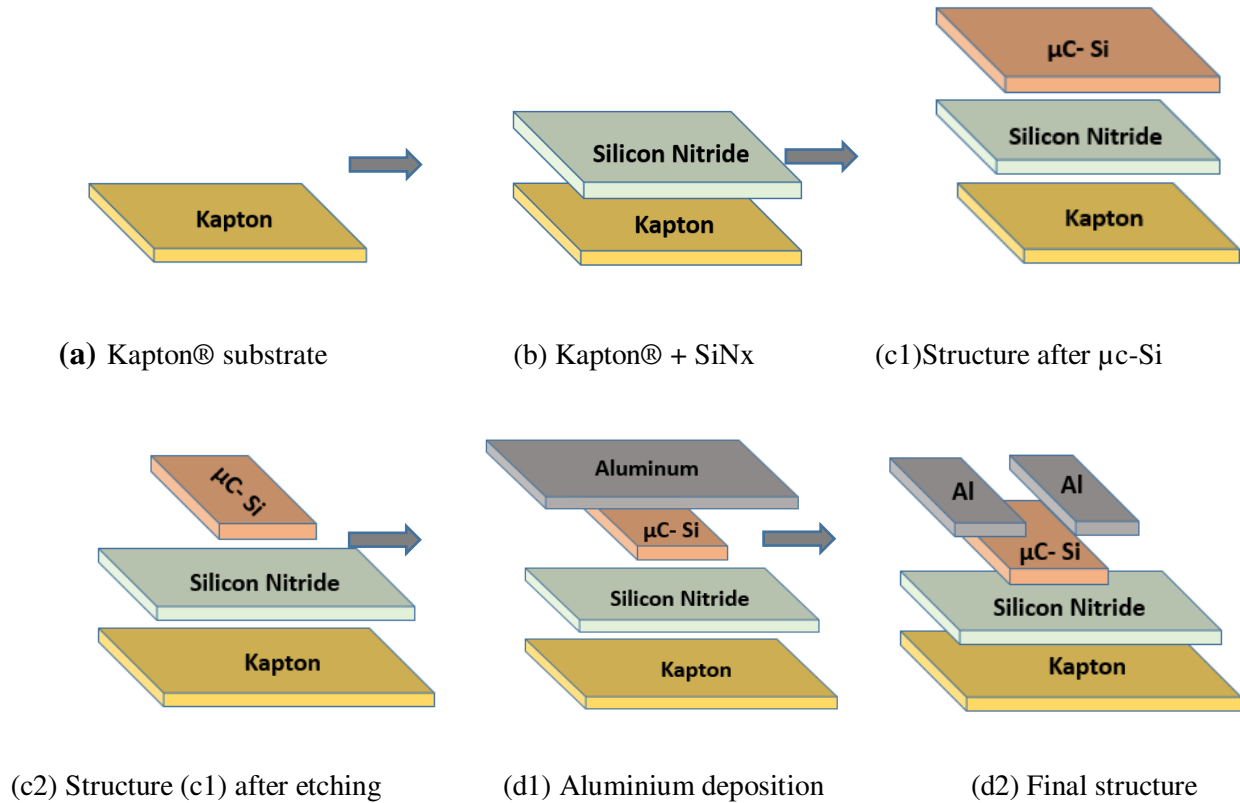 Kapton
Silicon Nitride
Kapton
µC- Si
Silicon Nitride
Kapton
(a) Kapton® substrate
(b) Kapton® + SiNx
(c1)Structure after µc-Si
µC- Si
Silicon Nitride
Kapton
Aluminum
µC- Si
Silicon Nitride
Kapton
Al
Al
µC- Si
Silicon Nitride
Kapton
(c2) Structure (c1) after etching
(d1) Aluminium deposition
(d2) Final structure